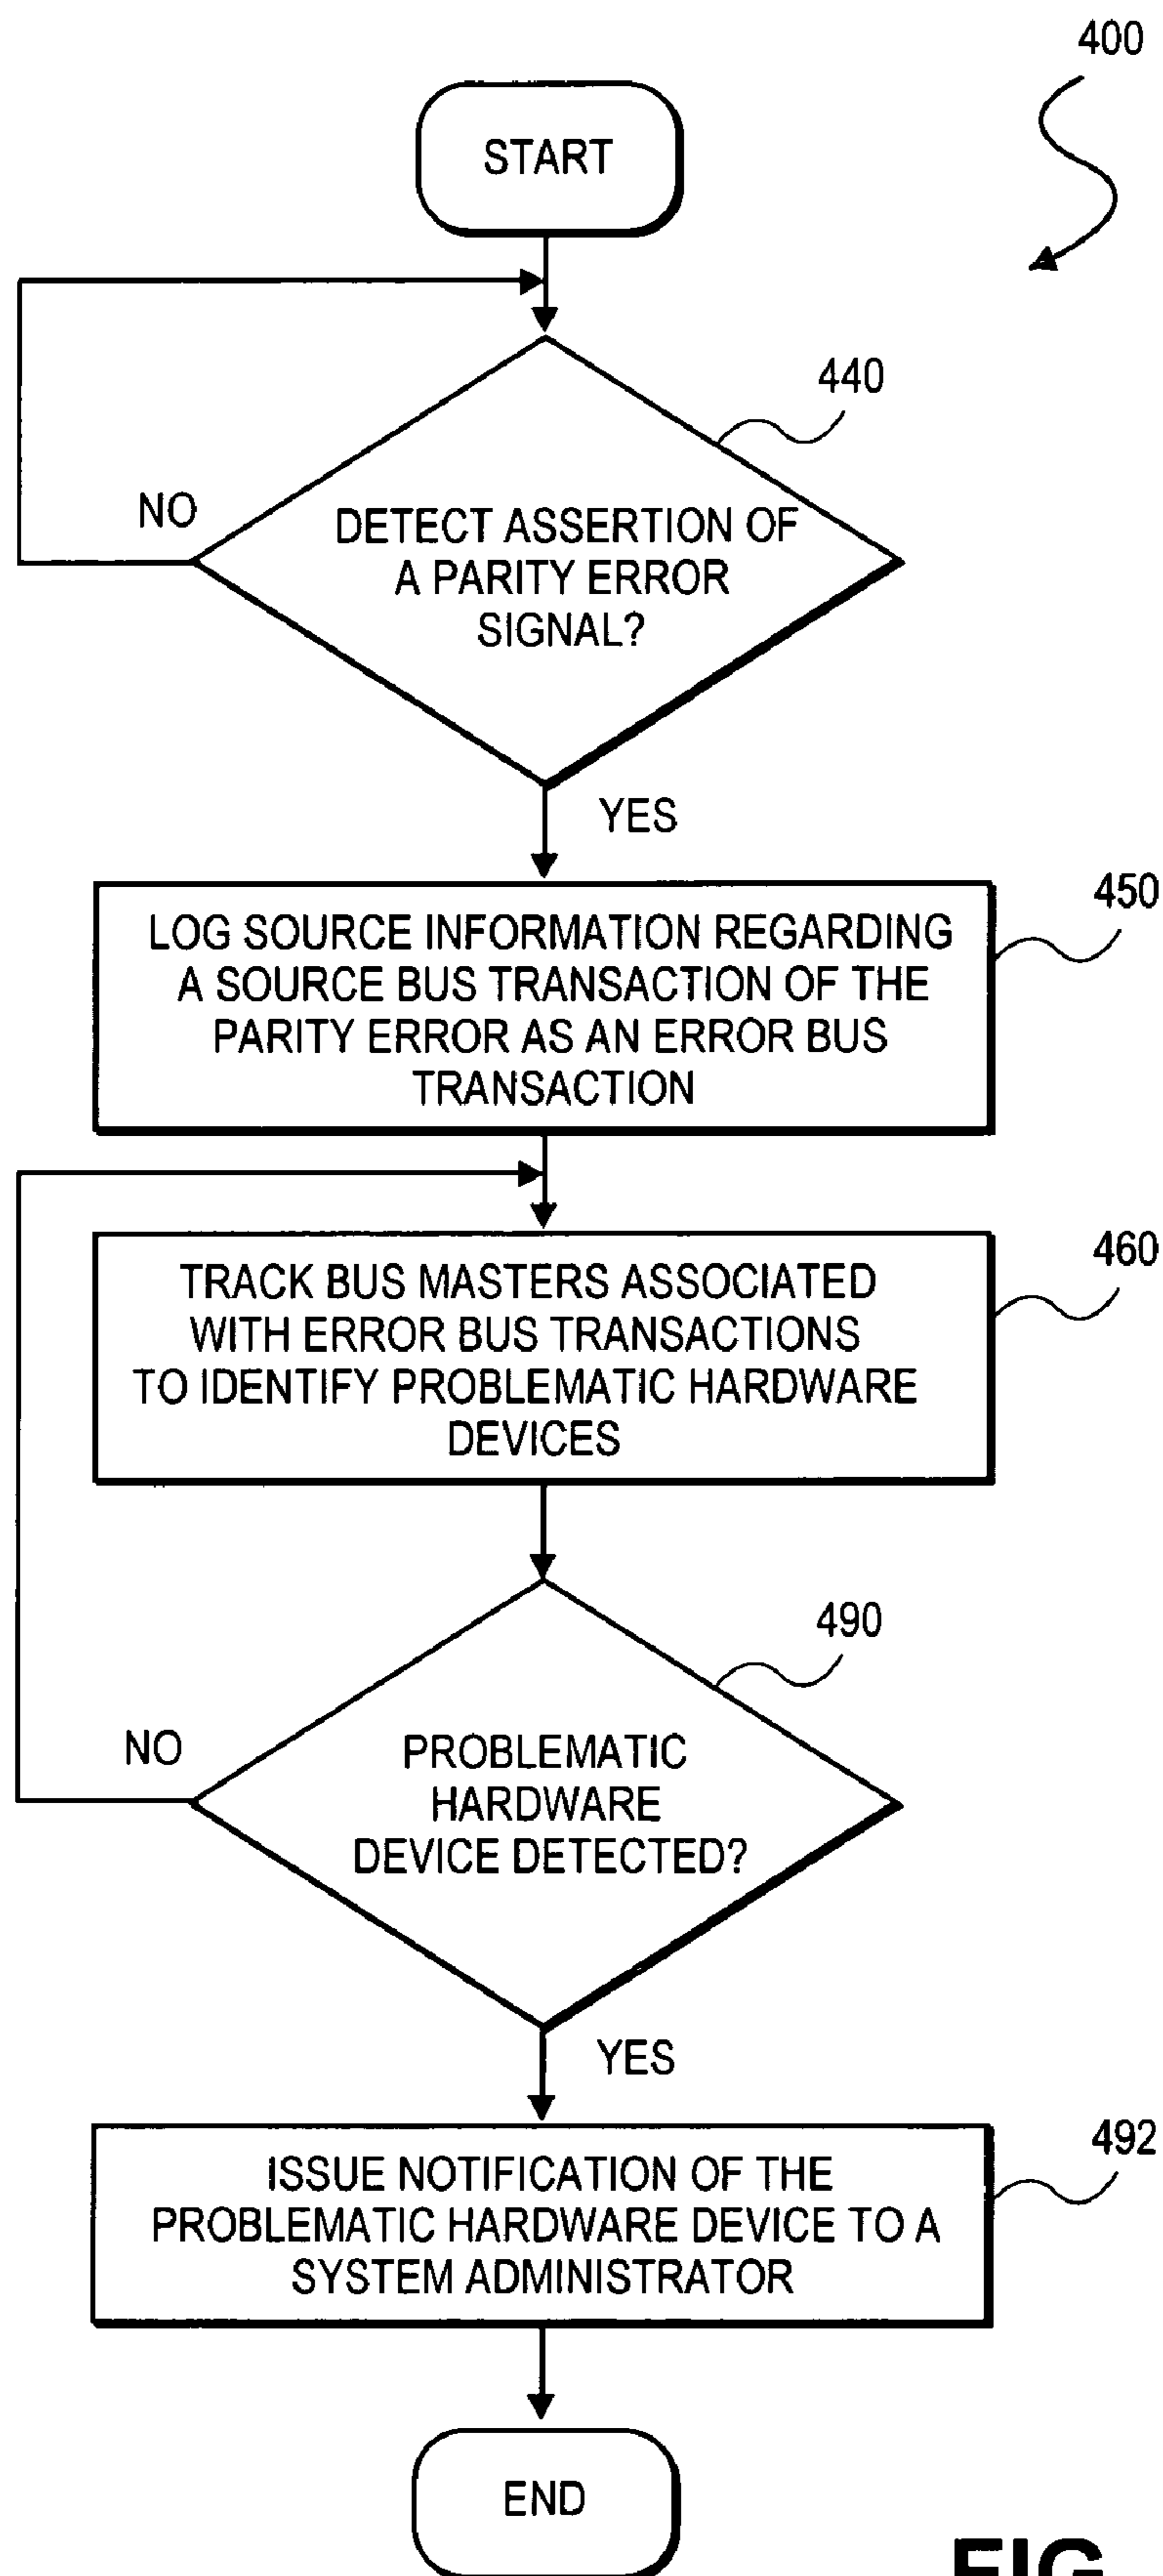 400
START
440
NO
DETECT ASSERTION OF
A PARITY ERROR
SIGNAL?
YES
450
LOG SOURCE INFORMATION REGARDING
A SOURCE BUS TRANSACTION OF THE
PARITY ERROR AS AN ERROR BUS
TRANSACTION
460
TRACK BUS MASTERS ASSOCIATED
WITH ERROR BUS TRANSACTIONS
TO IDENTIFY PROBLEMATIC HARDWARE
DEVICES
490
NO
PROBLEMATIC
HARDWARE
DEVICE DETECTED?
YES
492
ISSUE NOTIFICATION OF THE
PROBLEMATIC HARDWARE DEVICE TO A
SYSTEM ADMINISTRATOR
END
FIG